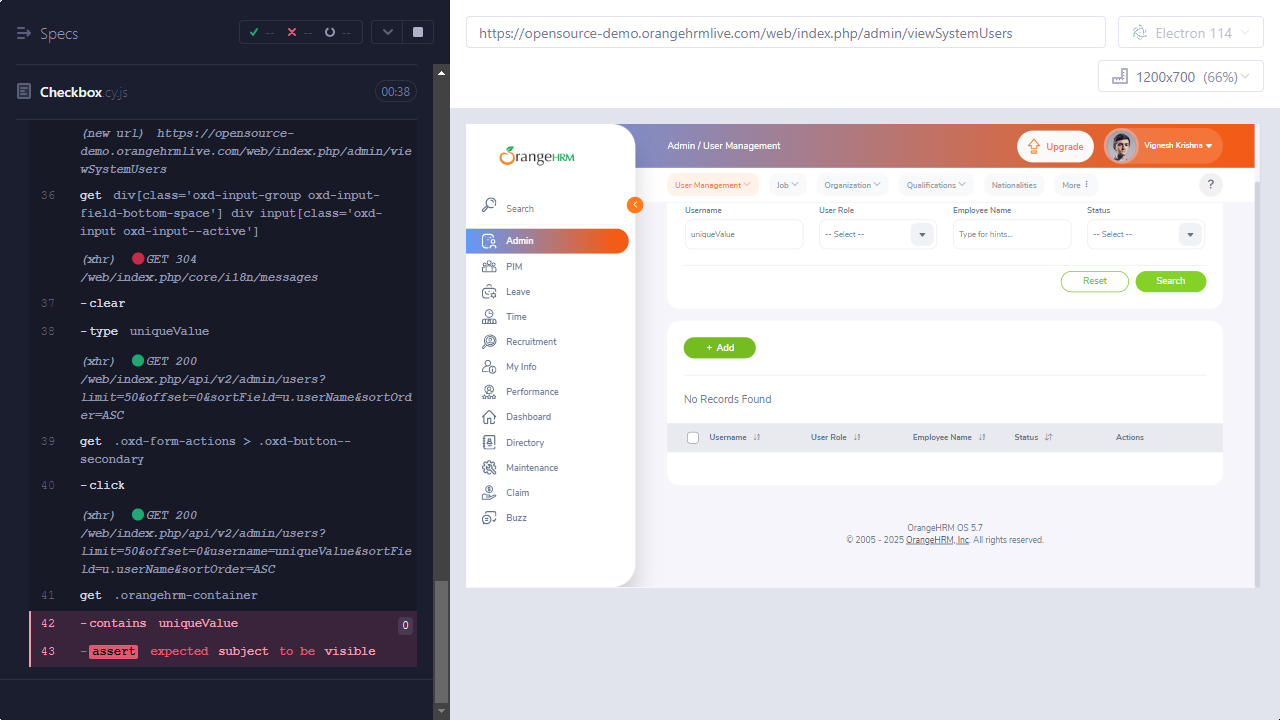 Specs
--
--
--
Checkbox.cy.js
00:38
(new url) https://opensource-
demo.orangehrmlive.com/web/index.php/admin/vie
wSystemUsers
36 get div[class='oxd-input-group oxd-input-
field-bottom-space'] div input[class='oxd-
input oxd-input--active']
(xhr) GET 304
/web/index.php/core/i18n/messages
37 -clear
38 -type uniqueValue
(xhr) GET 200
/web/index.php/api/v2/admin/users?
limit=50&offset=0&sortField=u.userName&sortOrd
er=ASC
39 get .oxd-form-actions > .oxd-button--
secondary
40 -click
(xhr) GET 200
/web/index.php/api/v2/admin/users?
limit=50&offset=0&username=uniqueValue&sortFie
ld=u.userName&sortOrder=ASC
41 get .orangehrm-container
42 -contains uniqueValue 0
43 -assert expected subject to be visible
https://opensource-demo.orangehrmlive.com/web/index.php/admin/viewSystemUsers
Electron 114
1200x700 (66%)
OrangeHRM
Search
Admin
PIM
Leave
Time
Recruitment
My Info
Performance
Dashboard
Directory
Maintenance
Claim
Buzz
Admin / User Management
Upgrade
Vignesh Krishna
User Management
Job
Organization
Qualifications
Nationalities
More
?
Username
User Role
Employee Name
Status
uniqueValue
-- Select --
Type for hints...
-- Select --
Reset
Search
+ Add
No Records Found
Username
User Role
Employee Name
Status
Actions
OrangeHRM OS 5.7
© 2005 - 2025 OrangeHRM, Inc. All rights reserved.